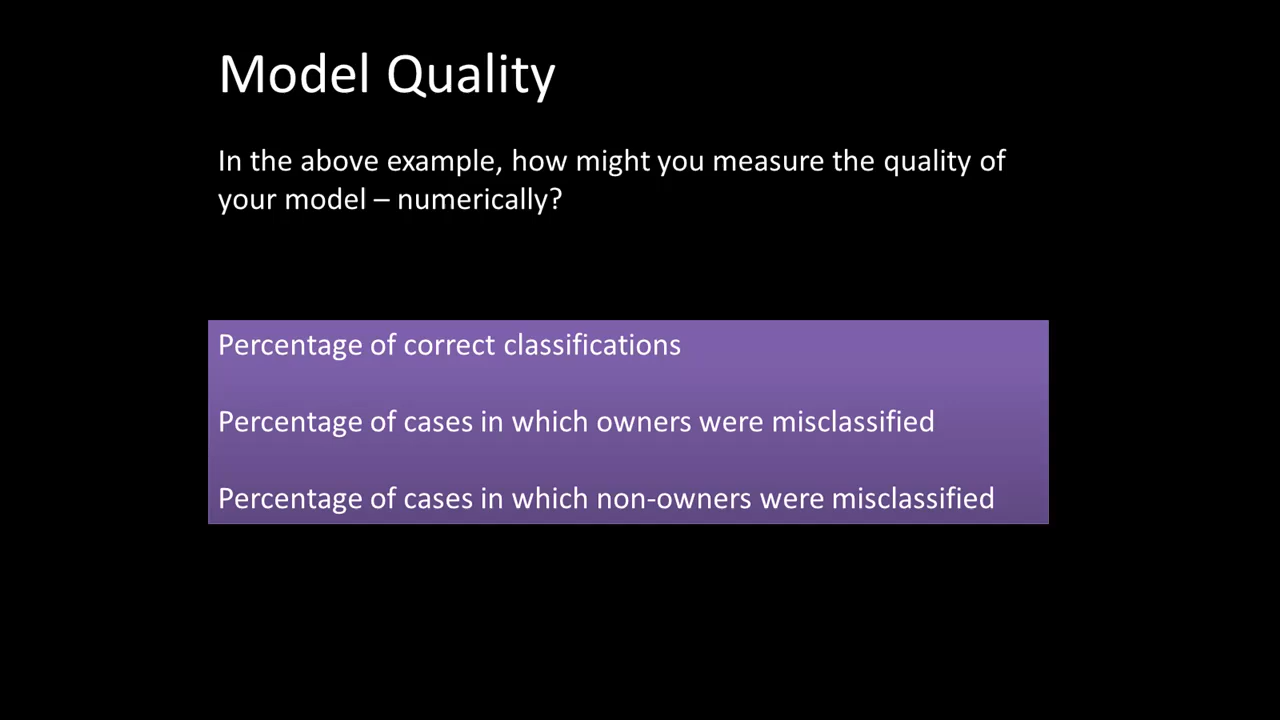 Model Quality
In the above example, how might you measure the quality of
your model – numerically?
Percentage of correct classifications
Percentage of cases in which owners were misclassified
Percentage of cases in which non-owners were misclassified